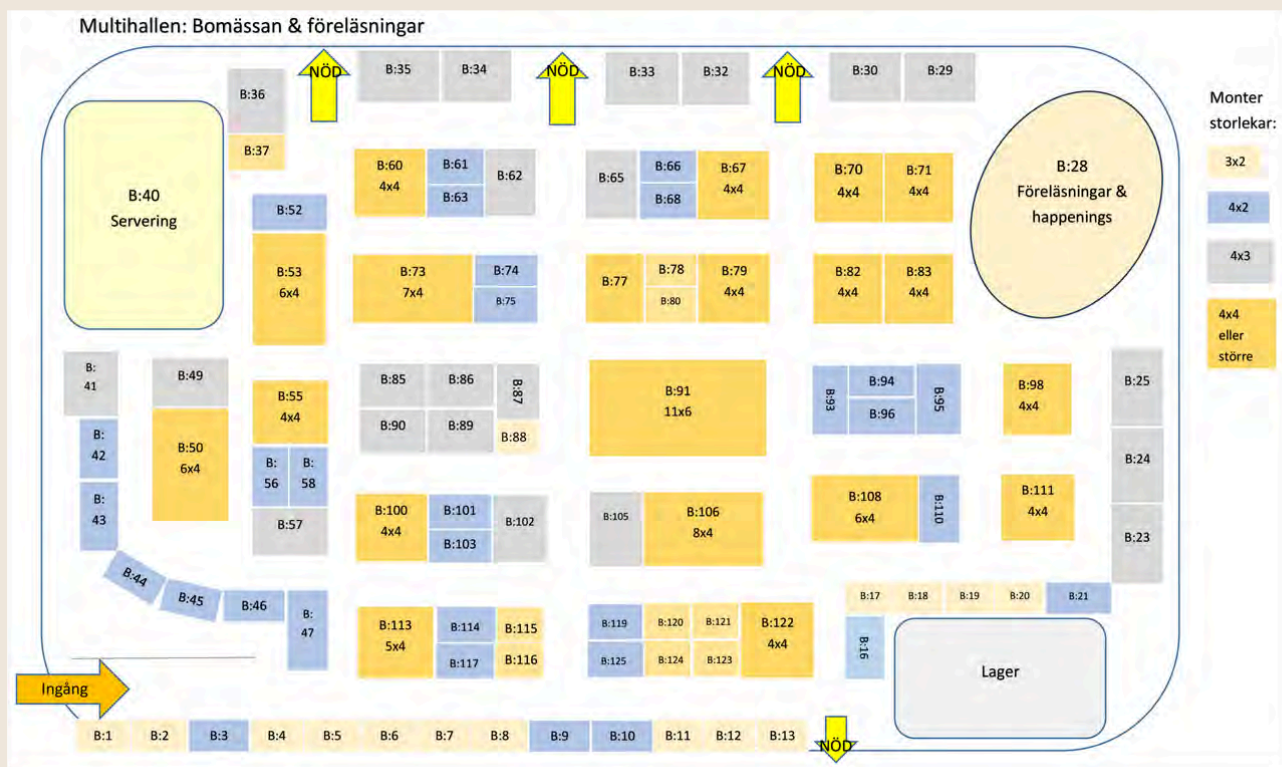 Multihallen: Bomässan & föreläsningar
NÖD
B:35
B:34
NÖD
B:33
B:32
NÖD
B:30
B:29
B:36
B:37
B:40
Servering
B:28
Föreläsningar &
happenings
Monter
storlekar:
3x2
4x2
4x3
4x4
eller
större
B:60
4x4
B:61
B:63
B:62
B:65
B:66
B:68
B:67
4x4
B:70
4x4
B:71
4x4
B:52
B:53
6x4
B:73
7x4
B:74
B:75
B:77
B:78
B:80
B:79
4x4
B:82
4x4
B:83
4x4
B:
41
B:49
B:
42
B:50
6x4
B:
43
B:55
4x4
B:
56
B:
58
B:57
B:85
B:86
B:87
B:90
B:89
B:88
B:91
11x6
B:93
B:94
B:96
B:95
B:98
4x4
B:25
B:24
B:23
B:100
4x4
B:101
B:103
B:102
B:105
B:106
8x4
B:108
6x4
B:110
B:111
4x4
B:44
B:45
B:46
B:
47
B:113
5x4
B:114
B:117
B:115
B:116
B:119
B:125
B:120
B:121
B:124
B:123
B:122
4x4
B:17
B:18
B:19
B:20
B:21
B:16
Lager
Ingång
B:1
B:2
B:3
B:4
B:5
B:6
B:7
B:8
B:9
B:10
B:11
B:12
B:13
NÖD